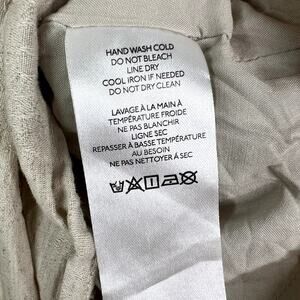 HAND WASH COLD
DO NOT BLEACH
LINE DRY
COOL IRON IF NEEDED
DO NOT DRY CLEAN
LAVAGE À LA MAIN À
TEMPÉRATURE FROIDE
NE PAS BLANCHIR
LIGNE SEC
REPASSER À BASSE TEMPÉRATURE
AU BESOIN
NE PAS NETTOYER Á SEC